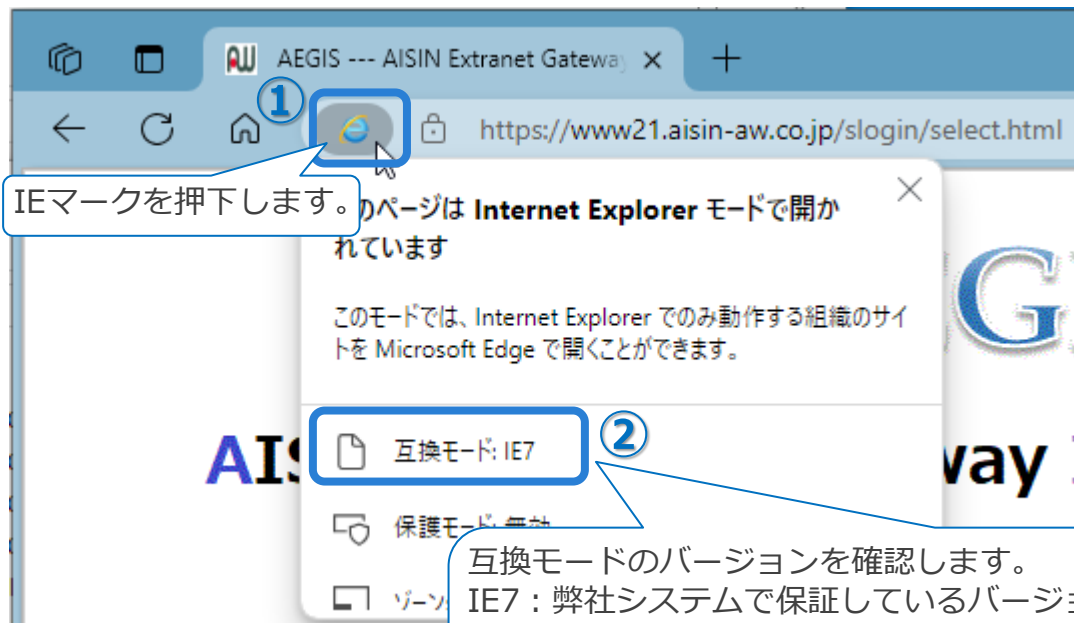 AEGIS --- AISIN Extranet Gateway
①
https://www21.aisin-aw.co.jp/slogin/select.html
IEマークを押下します。
のページは Internet Explorer モードで開か
れています
このモードでは、Internet Explorer でのみ動作する組織のサイ
トを Microsoft Edge で開くことができます。
G
互換モード: IE7
②
AIS
way
保護モード: 無効
互換モードのバージョンを確認します。
ゾーン
IE7:弊社システムで保証しているバージョ